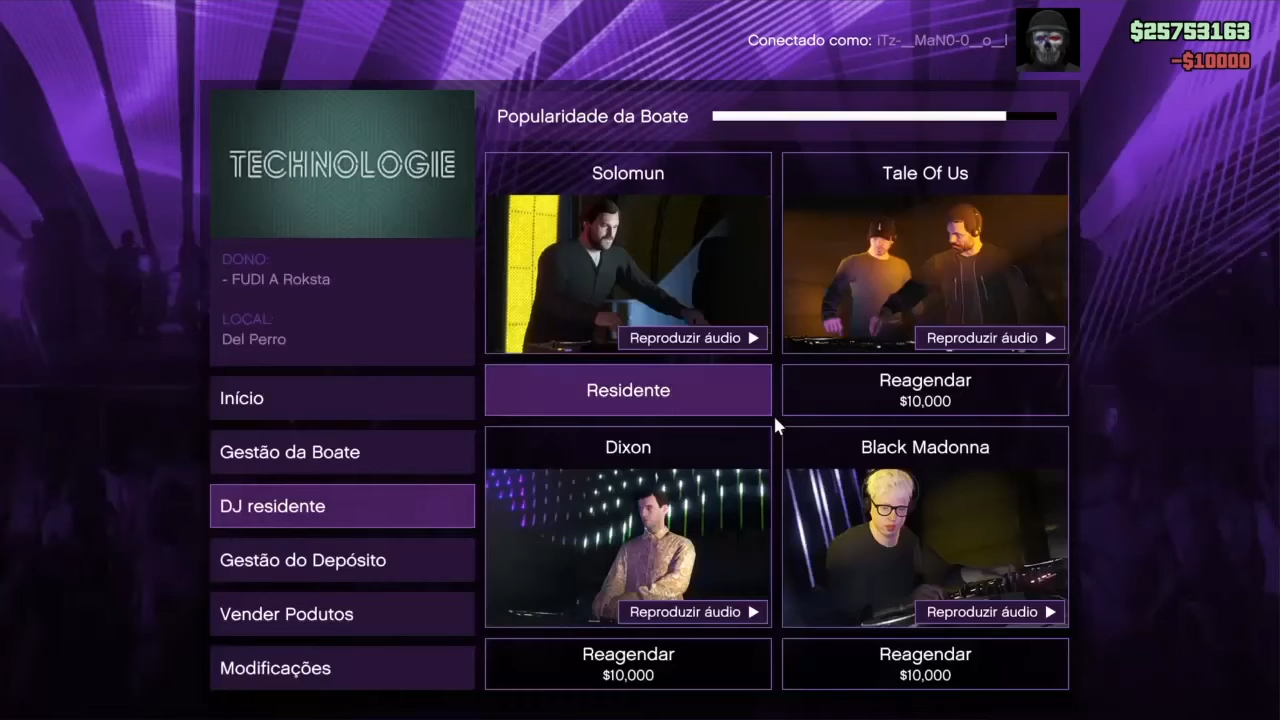 Conectado como: iTz-__MaN0-0__o__l
$25753163
-$10000
TECHNOLOGIE
DONO:
- FUDI A Roksta
LOCAL:
Del Perro
Início
Gestão da Boate
DJ residente
Gestão do Depósito
Vender Podutos
Modificações
Popularidade da Boate
Solomun
Reproduzir áudio
Residente
Tale Of Us
Reproduzir áudio
Reagendar
$10,000
Dixon
Reproduzir áudio
Reagendar
$10,000
Black Madonna
Reproduzir áudio
Reagendar
$10,000